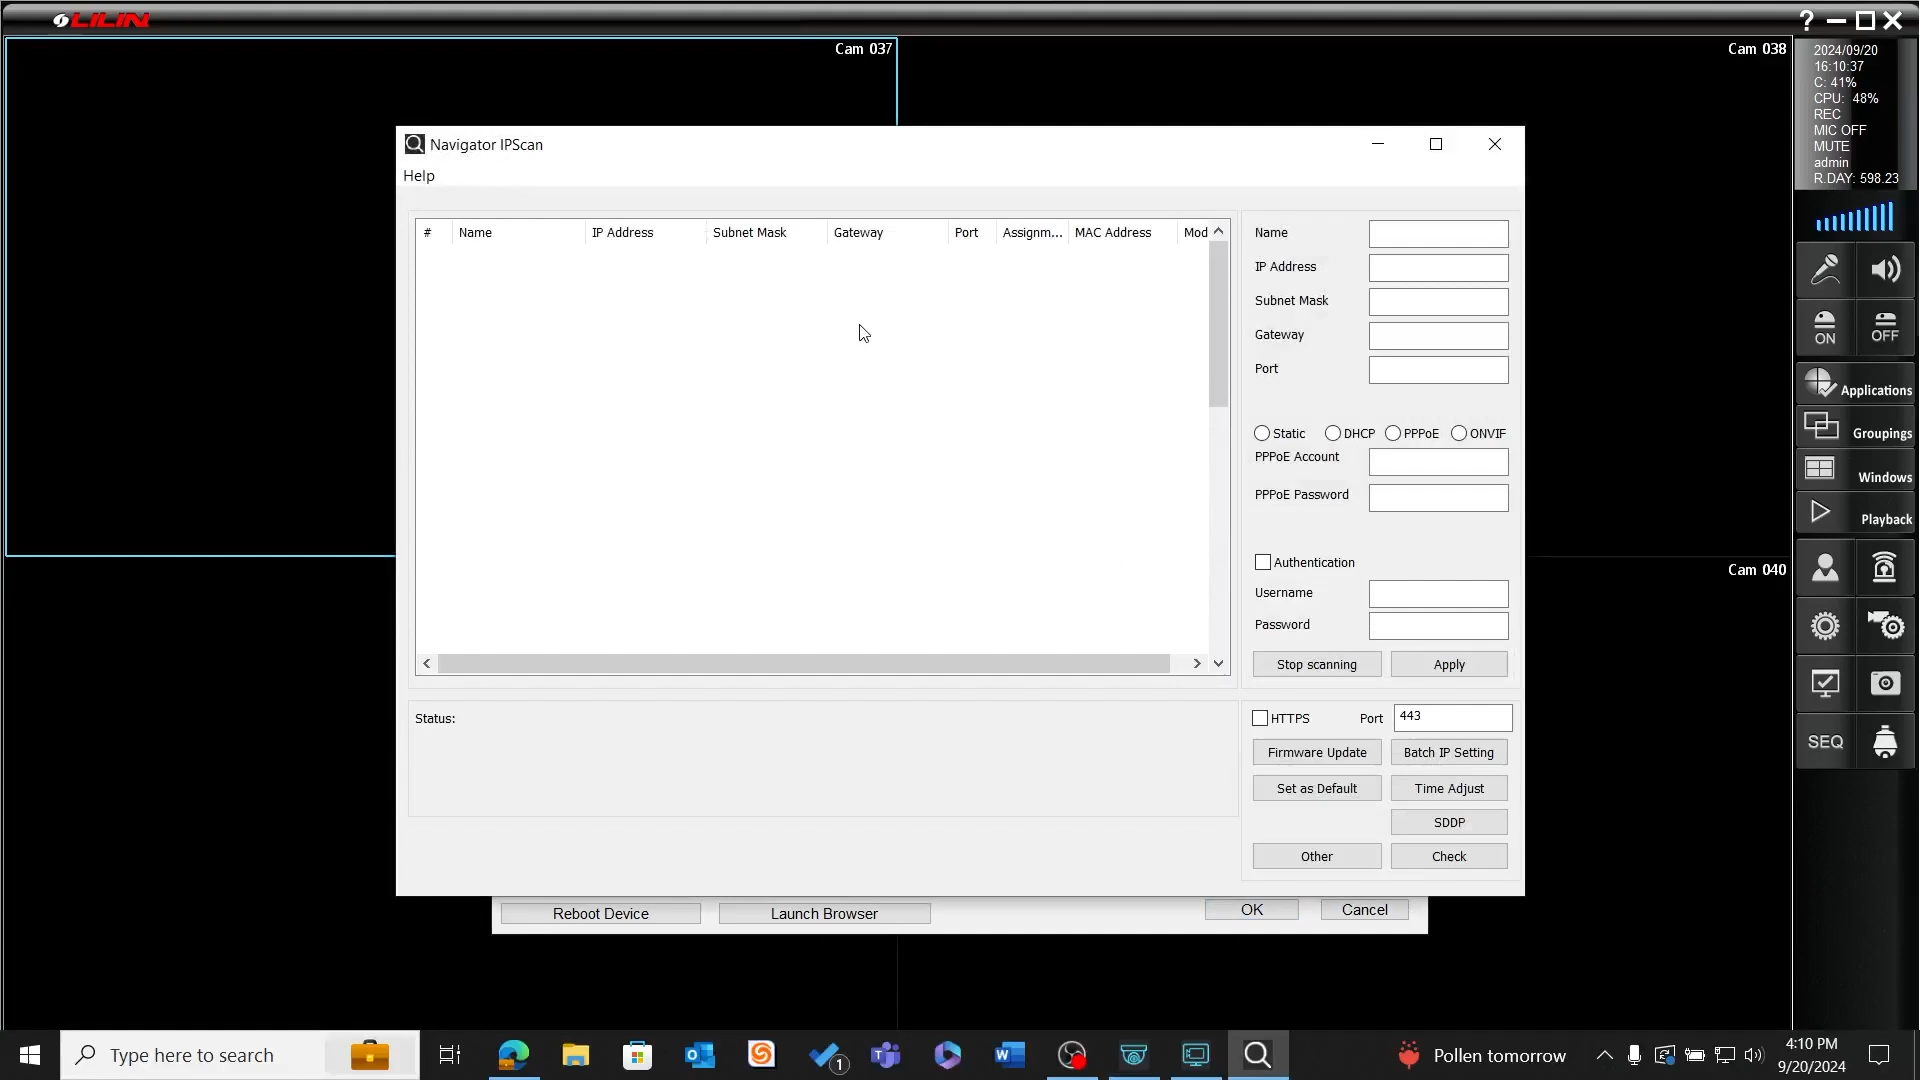 LILIN
?
Cam 037
Cam 038
2024/09/20
16:10:37
C: 41%
CPU: 48%
REC
MIC OFF
MUTE
admin
R.DAY: 598.23
Navigator IPScan
Help
# Name IP Address Subnet Mask Gateway Port Assignm... MAC Address Mod
Name
IP Address
Subnet Mask
Gateway
Port
Static DHCP PPPoE ONVIF
PPPoE Account
PPPoE Password
Authentication
Username
Password
Stop scanning Apply
Status:
HTTPS Port 443
Firmware Update Batch IP Setting
Set as Default Time Adjust
SDDP
Other Check
Reboot Device Launch Browser OK Cancel
ON OFF
Applications
Groupings
Windows
Playback
Cam 040
SEQ
Type here to search
1
Pollen tomorrow
4:10 PM
9/20/2024